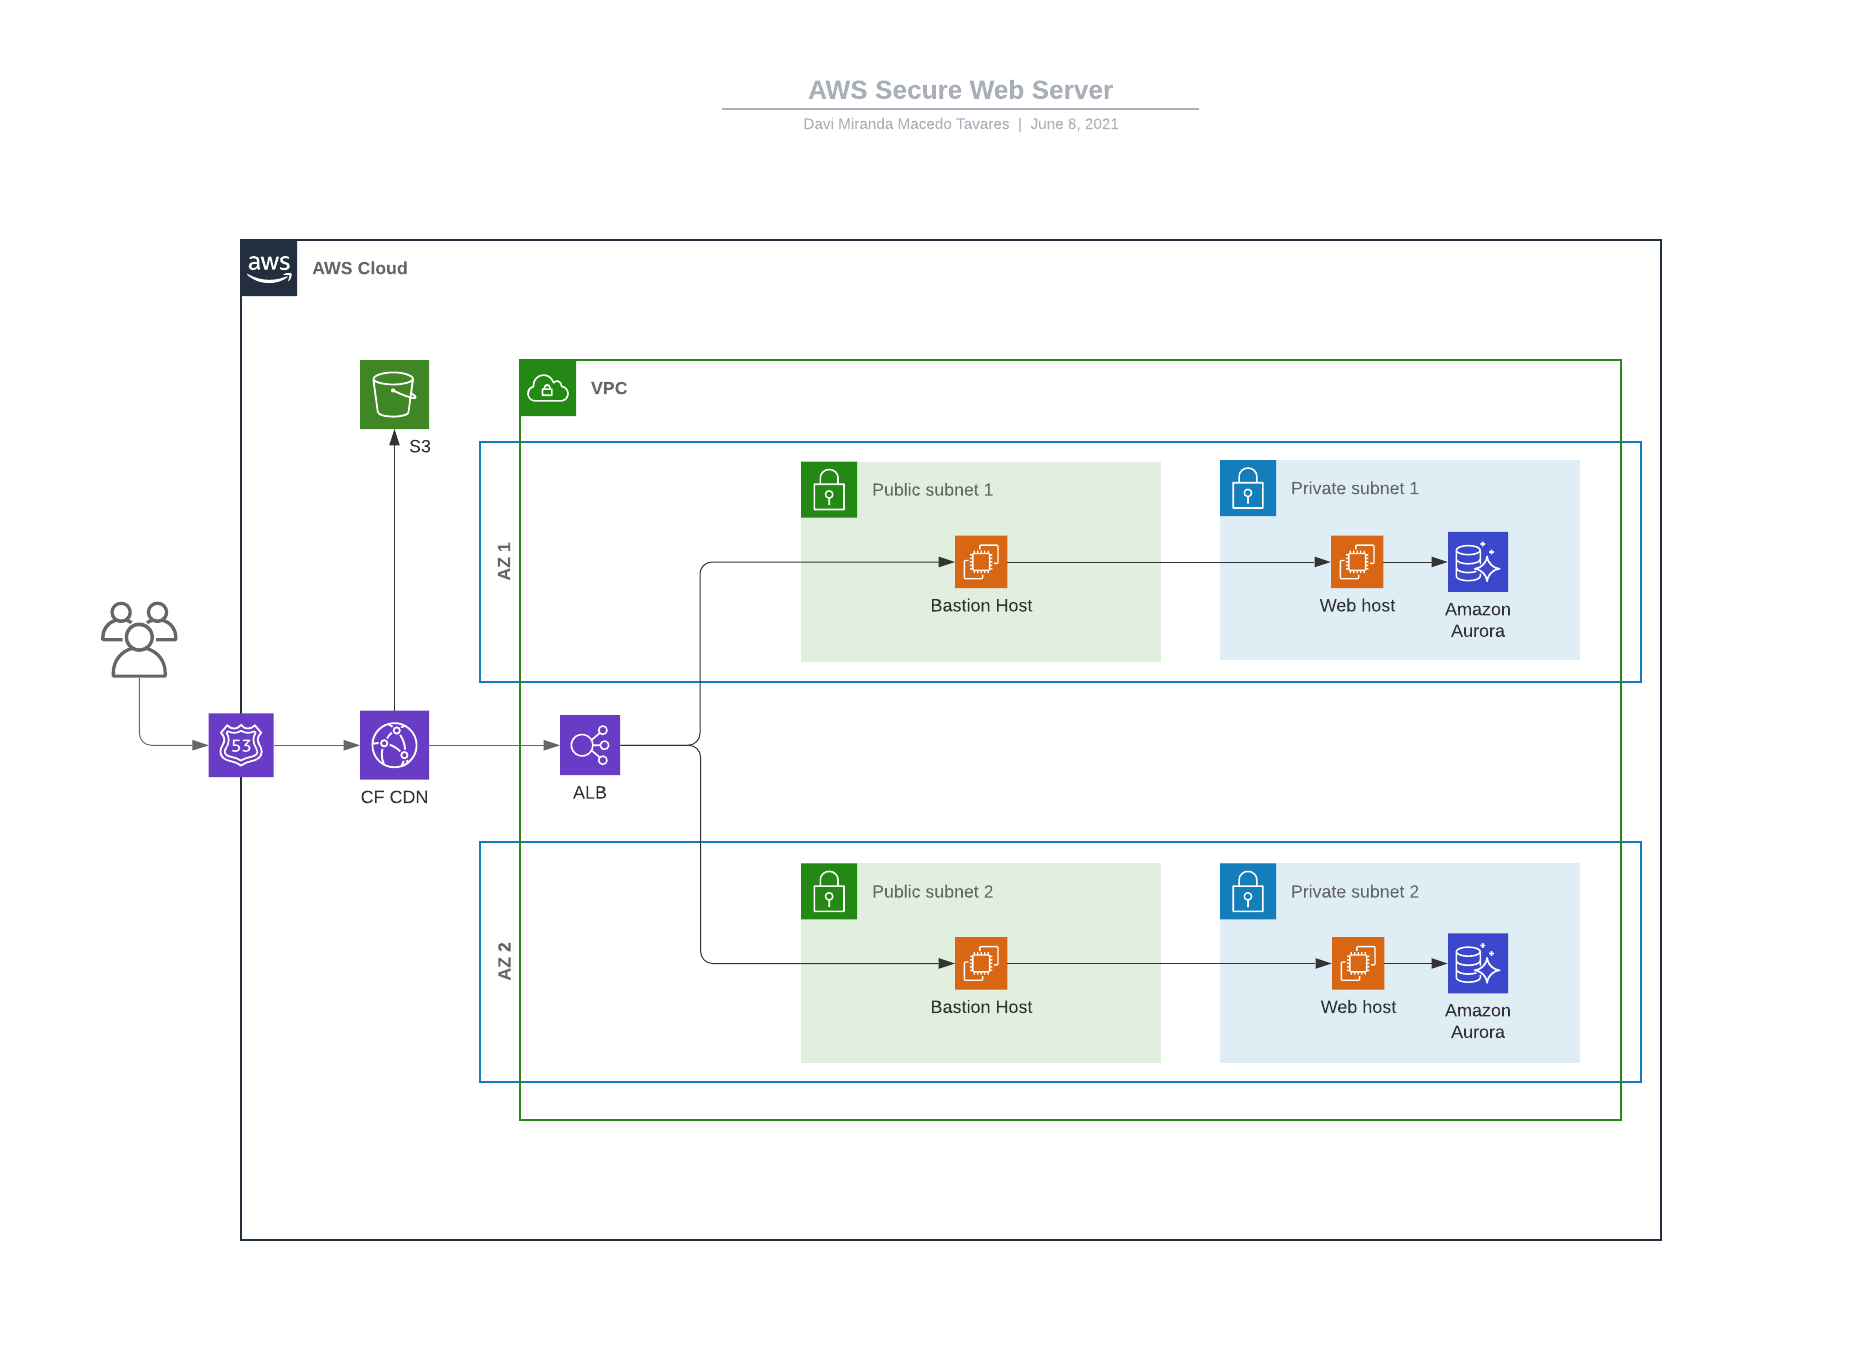 AWS Secure Web Server
Davi Miranda Macedo Tavares | June 8, 2021
aws
AWS Cloud
S3
VPC
AZ 1
Public subnet 1
Bastion Host
Private subnet 1
Web host
Amazon
Aurora
53
CF CDN
ALB
AZ 2
Public subnet 2
Bastion Host
Private subnet 2
Web host
Amazon
Aurora